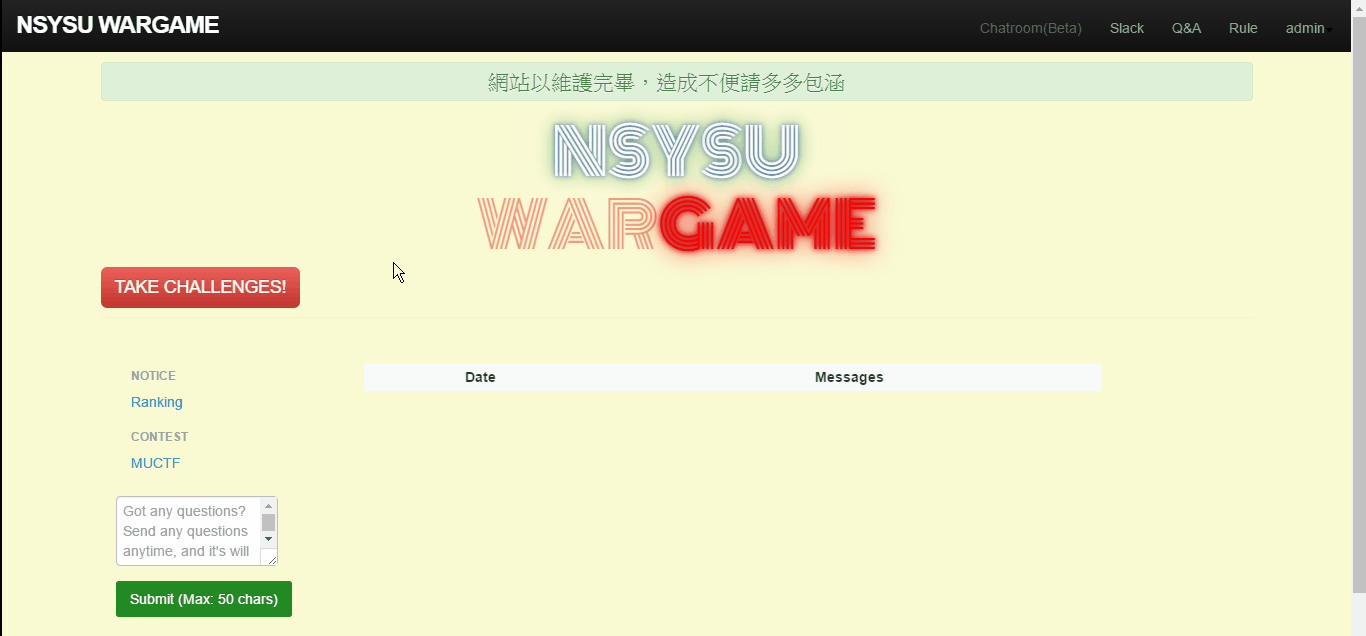 NSYSU WARGAME
Chatroom(Beta) Slack Q&A Rule admin
網站以維護完畢，造成不便請多多包涵
NSYSU
WARGAME
TAKE CHALLENGES!
NOTICE
Ranking
CONTEST
MUCTF
Got any questions?
Send any questions
anytime, and it's will
Submit (Max: 50 chars)
Date Messages